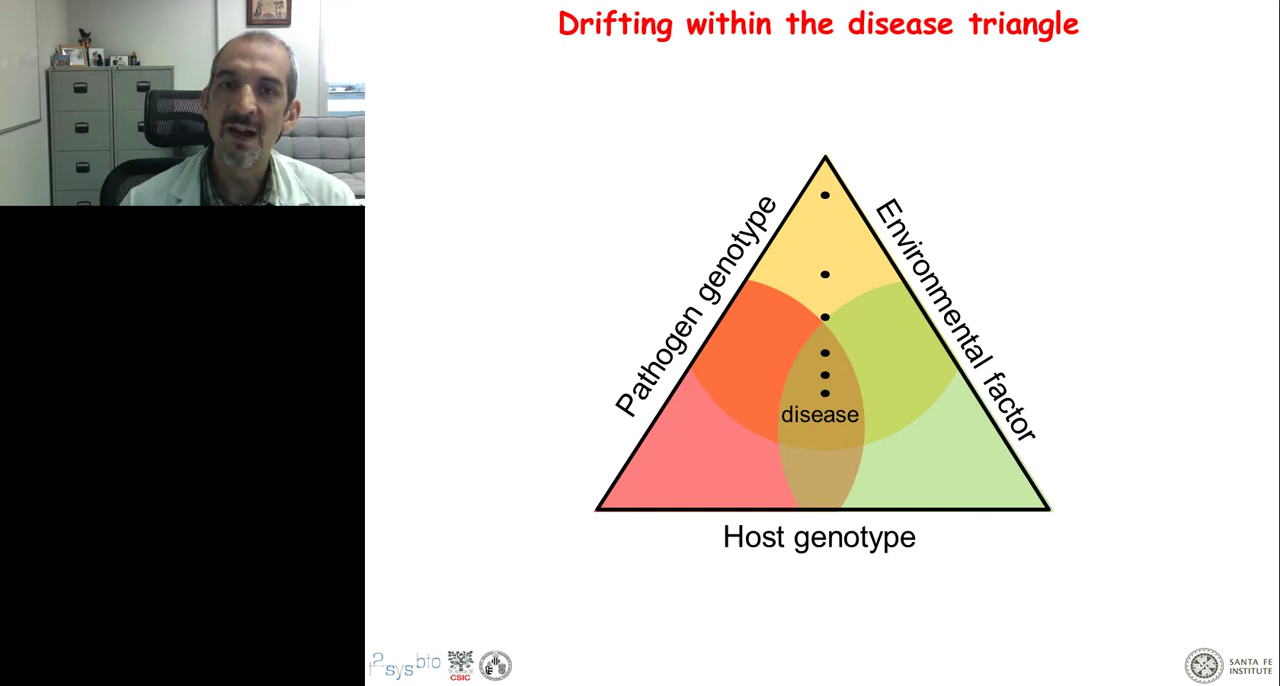 Drifting within the disease triangle
Pathogen genotype
Environmental factor
disease
Host genotype
CSIC
SANTA FE
INSTITUTE